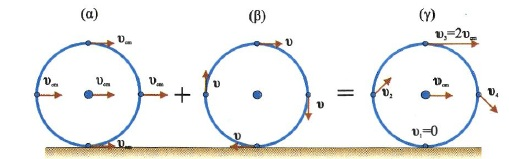 (α) (β) (γ)
υcm υ υ₃=2υcm
υcm υcm υcm + υ υ = υ₂ υcm υ₄
υcm υ υ₁=0